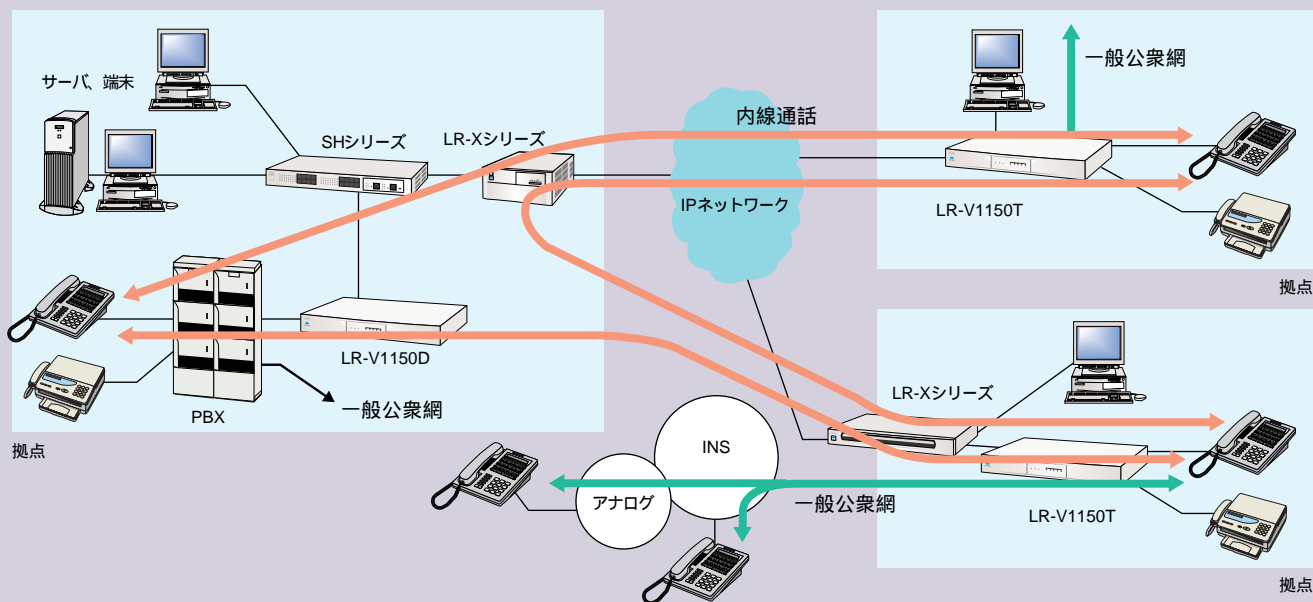 サーバ、端末
SHシリーズ
LR-Xシリーズ
PBX
LR-V1150D
一般公衆網
拠点
内線通話
IPネットワーク
一般公衆網
LR-V1150T
拠点
LR-Xシリーズ
LR-V1150T
拠点
INS
アナログ
一般公衆網